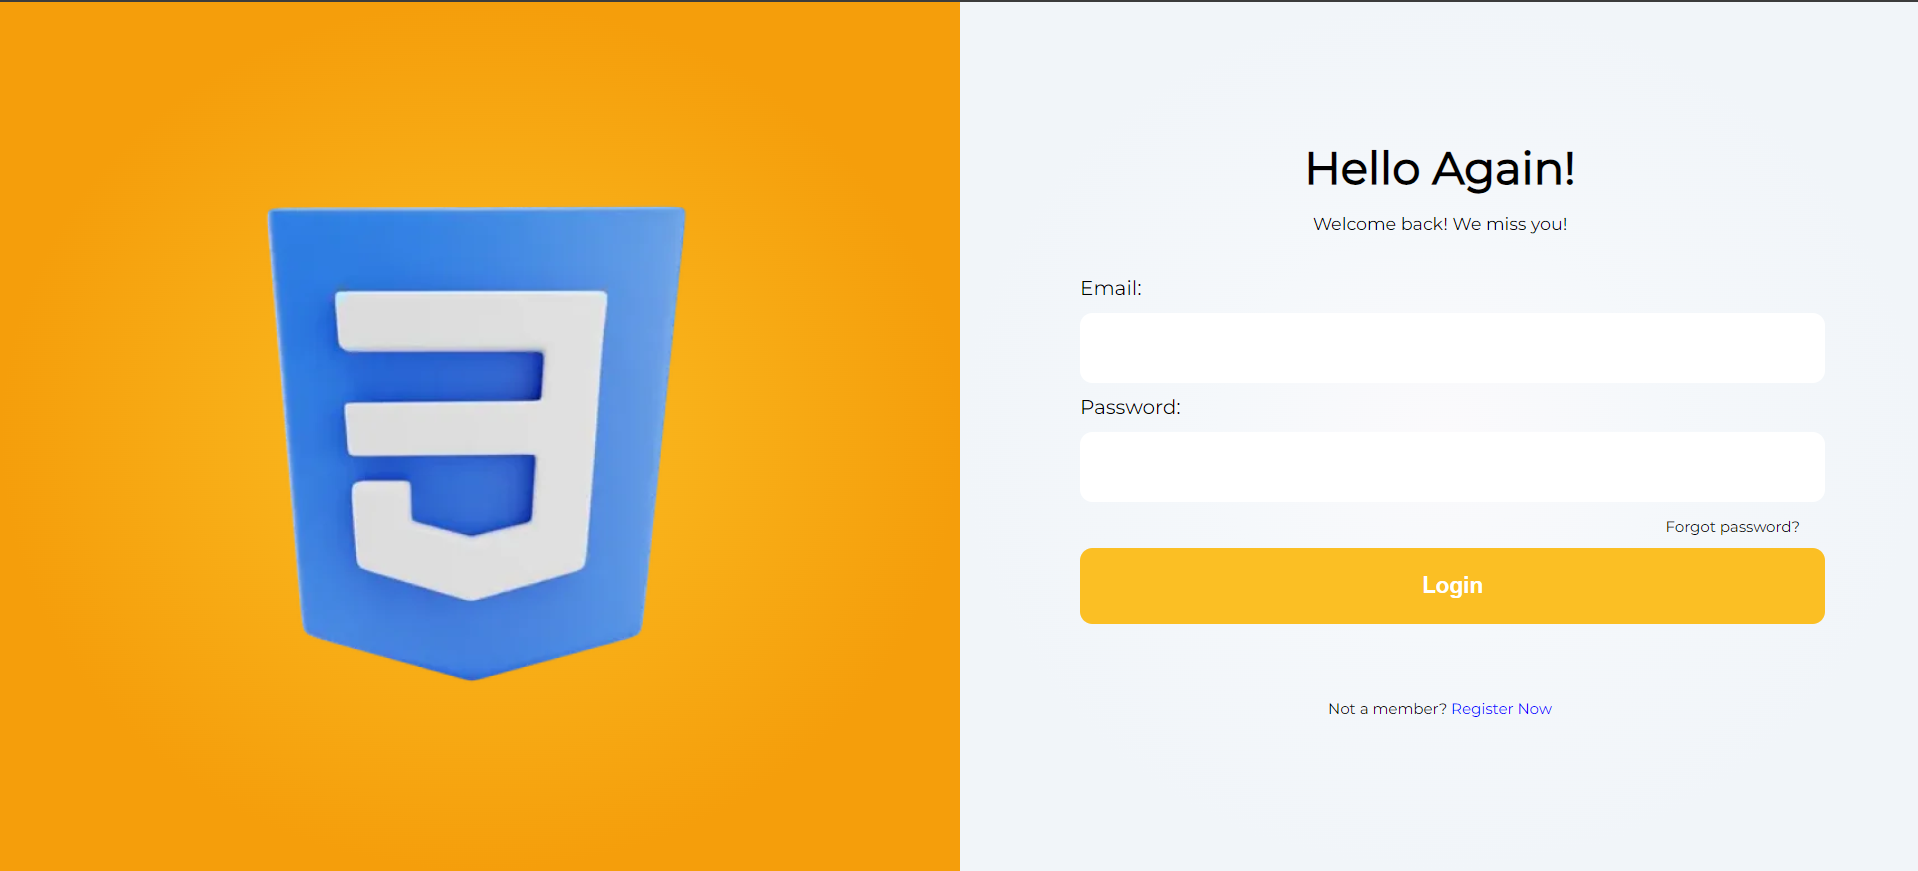 Hello Again!
Welcome back! We miss you!
Email:
Password:
Forgot password?
Login
Not a member? Register Now